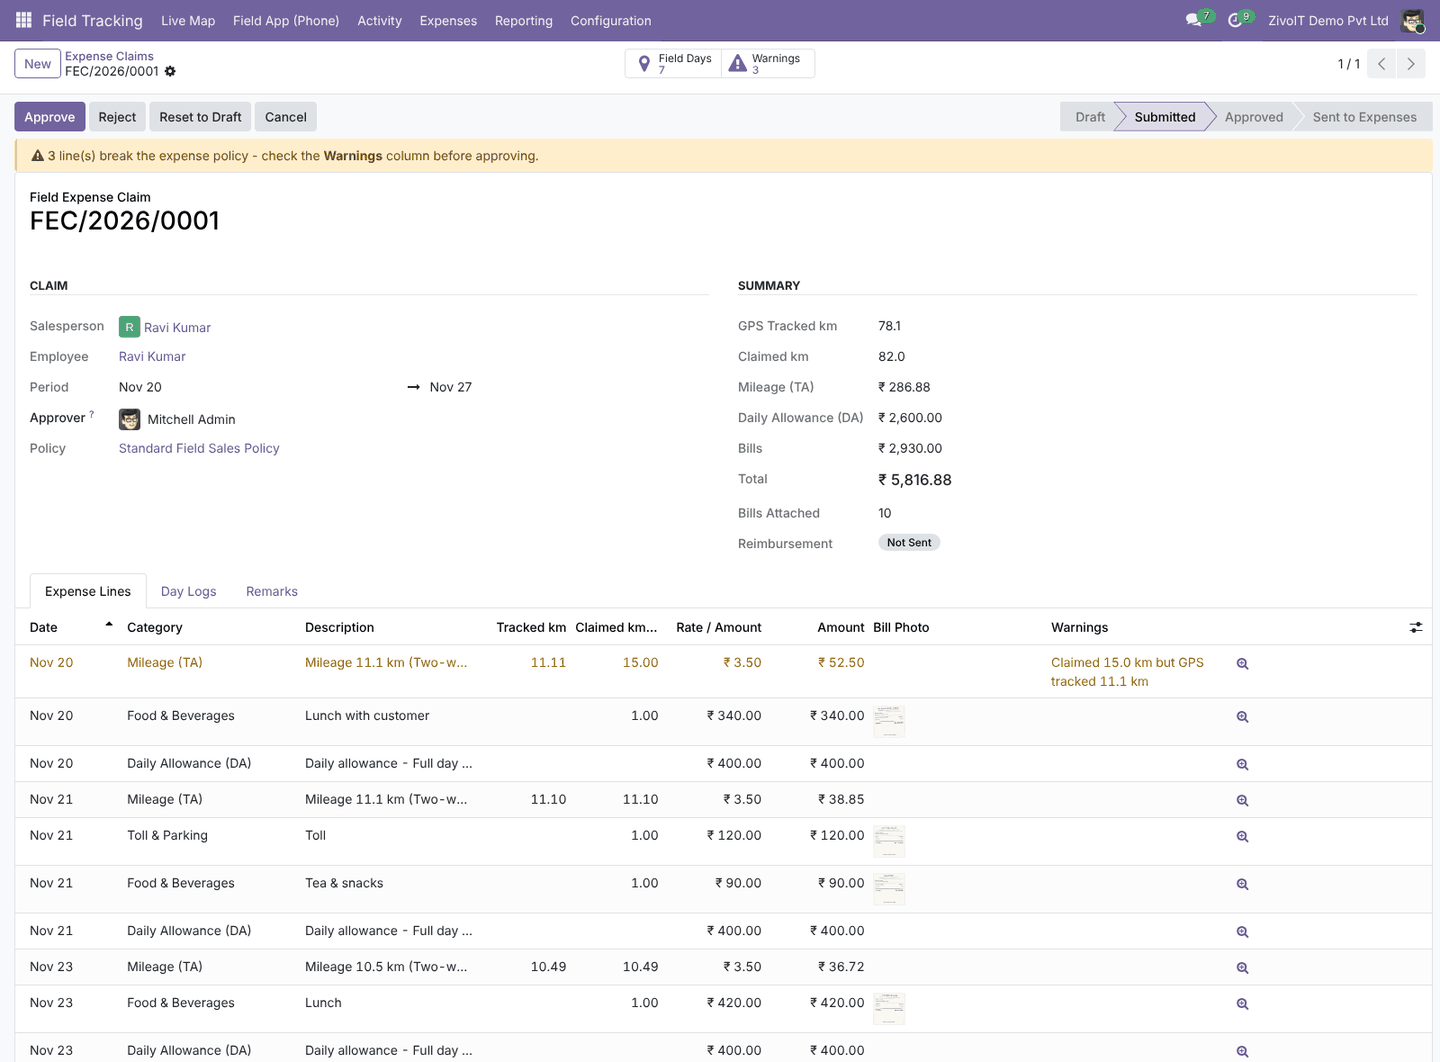 Field Tracking Live Map Field App (Phone) Activity Expenses Reporting Configuration 7 9 ZivoIT Demo Pvt Ltd
New Expense Claims
FEC/2026/0001
Field Days 7 Warnings 3
1 / 1
Approve Reject Reset to Draft Cancel Draft Submitted Approved Sent to Expenses
3 line(s) break the expense policy - check the Warnings column before approving.
Field Expense Claim
FEC/2026/0001
CLAIM
Salesperson R Ravi Kumar
Employee Ravi Kumar
Period Nov 20 → Nov 27
Approver ? Mitchell Admin
Policy Standard Field Sales Policy
SUMMARY
GPS Tracked km 78.1
Claimed km 82.0
Mileage (TA) ₹ 286.88
Daily Allowance (DA) ₹ 2,600.00
Bills ₹ 2,930.00
Total ₹ 5,816.88
Bills Attached 10
Reimbursement Not Sent
Expense Lines Day Logs Remarks
Date Category Description Tracked km Claimed km... Rate / Amount Amount Bill Photo Warnings
Nov 20 Mileage (TA) Mileage 11.1 km (Two-w... 11.11 15.00 ₹ 3.50 ₹ 52.50 Claimed 15.0 km but GPS
tracked 11.1 km
Nov 20 Food & Beverages Lunch with customer 1.00 ₹ 340.00 ₹ 340.00
Nov 20 Daily Allowance (DA) Daily allowance - Full day ... ₹ 400.00 ₹ 400.00
Nov 21 Mileage (TA) Mileage 11.1 km (Two-w... 11.10 11.10 ₹ 3.50 ₹ 38.85
Nov 21 Toll & Parking Toll 1.00 ₹ 120.00 ₹ 120.00
Nov 21 Food & Beverages Tea & snacks 1.00 ₹ 90.00 ₹ 90.00
Nov 21 Daily Allowance (DA) Daily allowance - Full day ... ₹ 400.00 ₹ 400.00
Nov 23 Mileage (TA) Mileage 10.5 km (Two-w... 10.49 10.49 ₹ 3.50 ₹ 36.72
Nov 23 Food & Beverages Lunch 1.00 ₹ 420.00 ₹ 420.00
Nov 23 Daily Allowance (DA) Daily allowance - Full day ... ₹ 400.00 ₹ 400.00